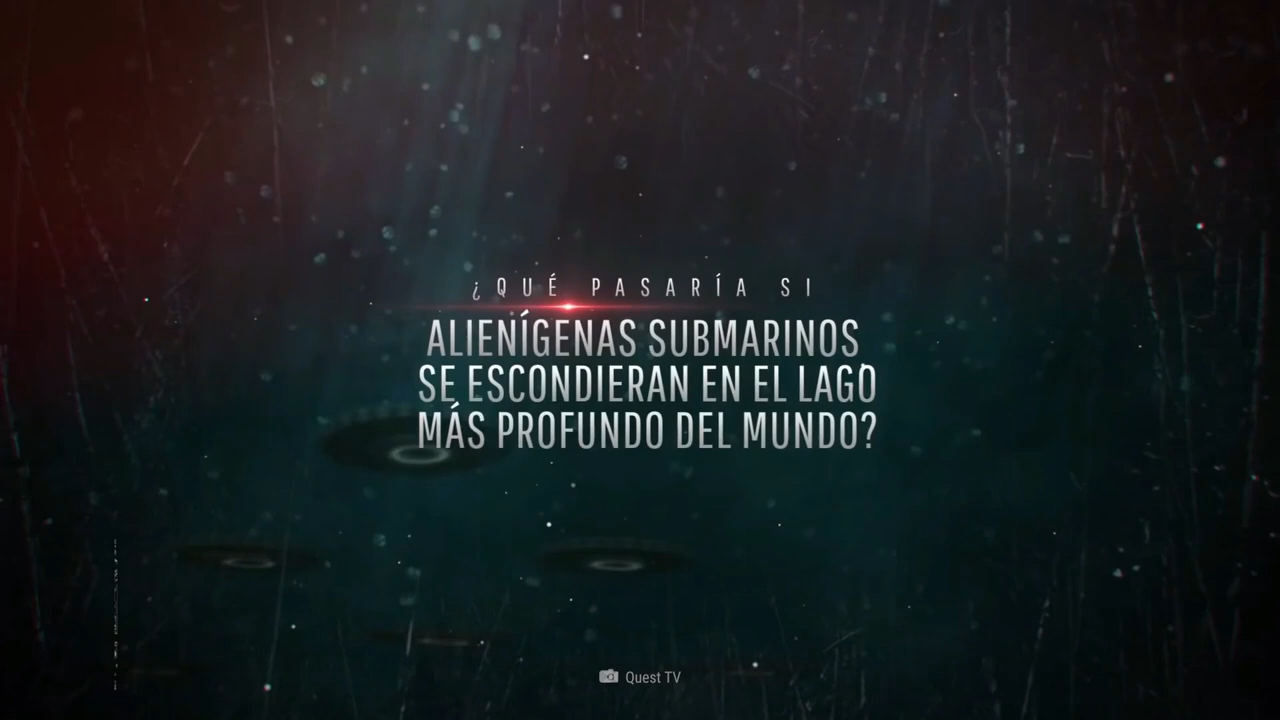 ¿QUÉ PASARÍA SI
ALIENÍGENAS SUBMARINOS
SE ESCONDIERAN EN EL LAGO
MÁS PROFUNDO DEL MUNDO?
Quest TV